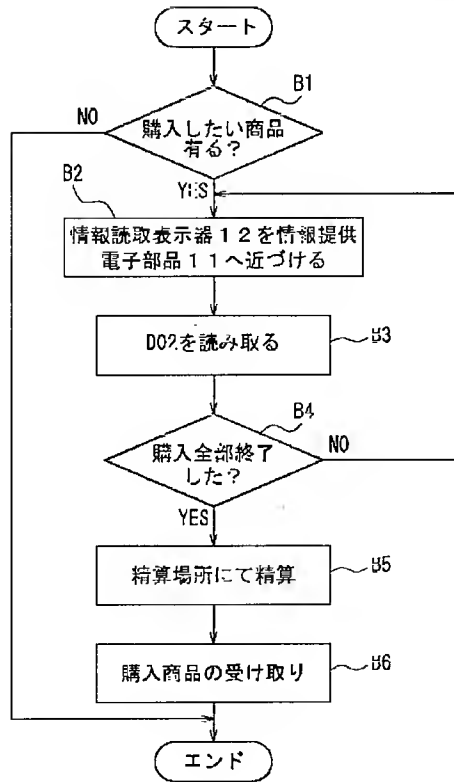 スタート
B1
NO
購入したい商品
有る？
B2
YES
情報読取表示器１２を情報提供
電子部品１１へ近づける
D02を読み取る
B3
B4
購入全部終了
した？
NO
YES
精算場所にて精算
B5
購入商品の受け取り
B6
エンド